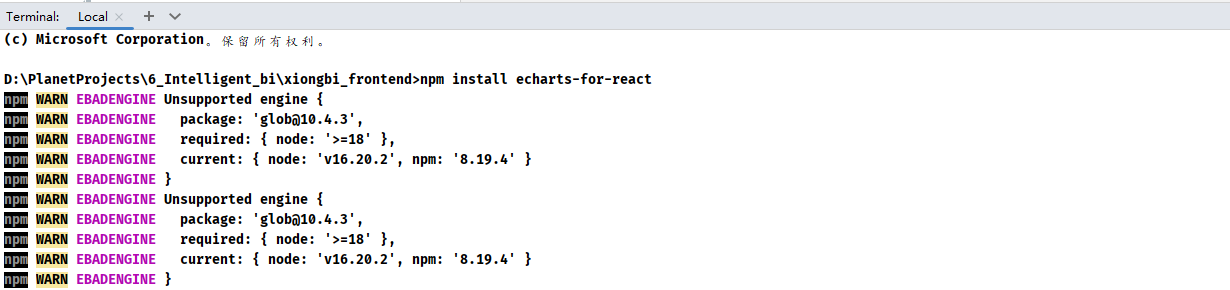 Terminal: Local × +
(c) Microsoft Corporation。保留所有权利。
D:\PlanetProjects\6_Intelligent_bi\xiongbi_frontend>npm install echarts-for-react
npm WARN EBADENGINE Unsupported engine {
npm WARN EBADENGINE   package: 'glob@10.4.3',
npm WARN EBADENGINE   required: { node: '>=18' },
npm WARN EBADENGINE   current: { node: 'v16.20.2', npm: '8.19.4' }
npm WARN EBADENGINE }
npm WARN EBADENGINE Unsupported engine {
npm WARN EBADENGINE   package: 'glob@10.4.3',
npm WARN EBADENGINE   required: { node: '>=18' },
npm WARN EBADENGINE   current: { node: 'v16.20.2', npm: '8.19.4' }
npm WARN EBADENGINE }